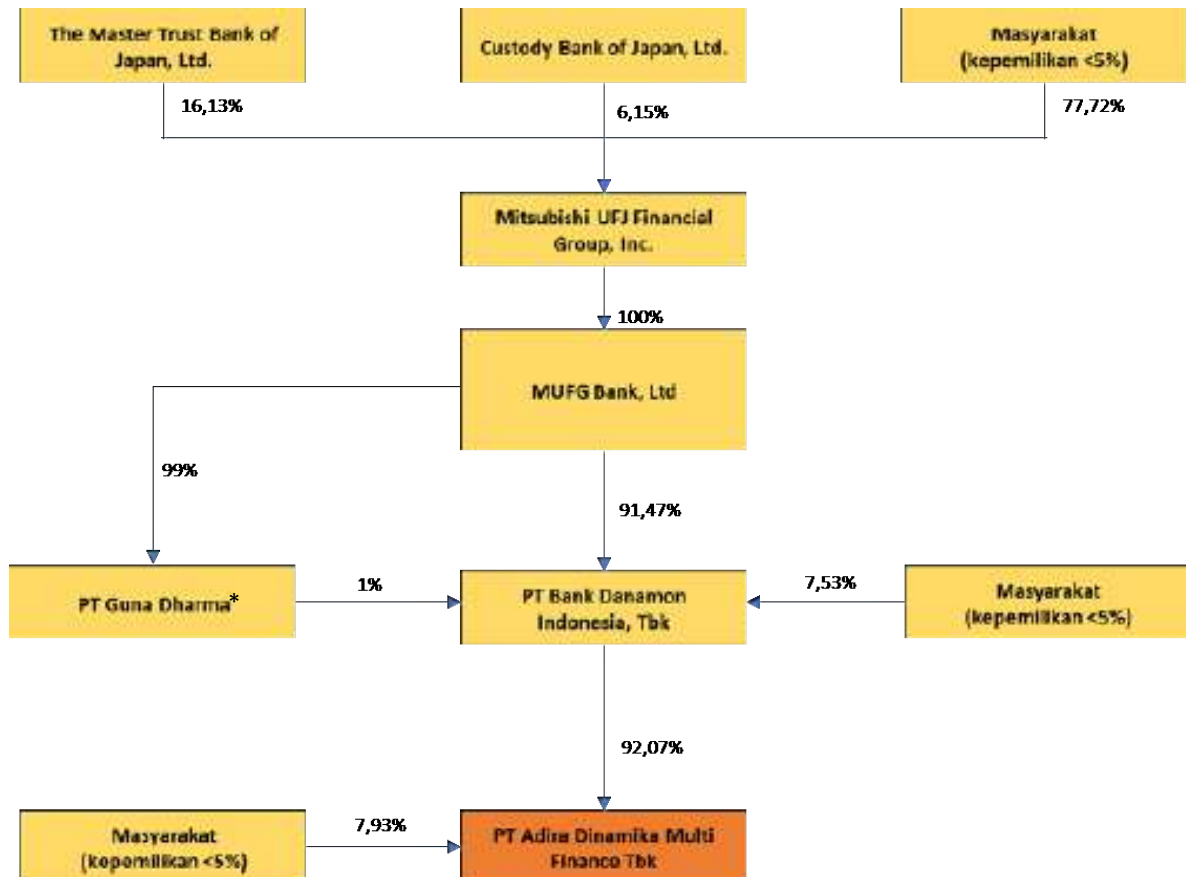 The Master Trust Bank of
Japan, Ltd.
Custody Bank of Japan, Ltd.
Masyarakat
(kepemilikan <5%)
16,13%
6,15%
77,72%
Mitsubishi UFJ Financial
Group, Inc.
100%
MUFG Bank, Ltd
99%
91,47%
PT Guna Dharma*
1%
PT Bank Danamon
Indonesia, Tbk
7,53%
Masyarakat
(kepemilikan <5%)
92,07%
Masyarakat
(kepemilikan <5%)
7,93%
PT Adira Dinamika Multi
Finance Tbk